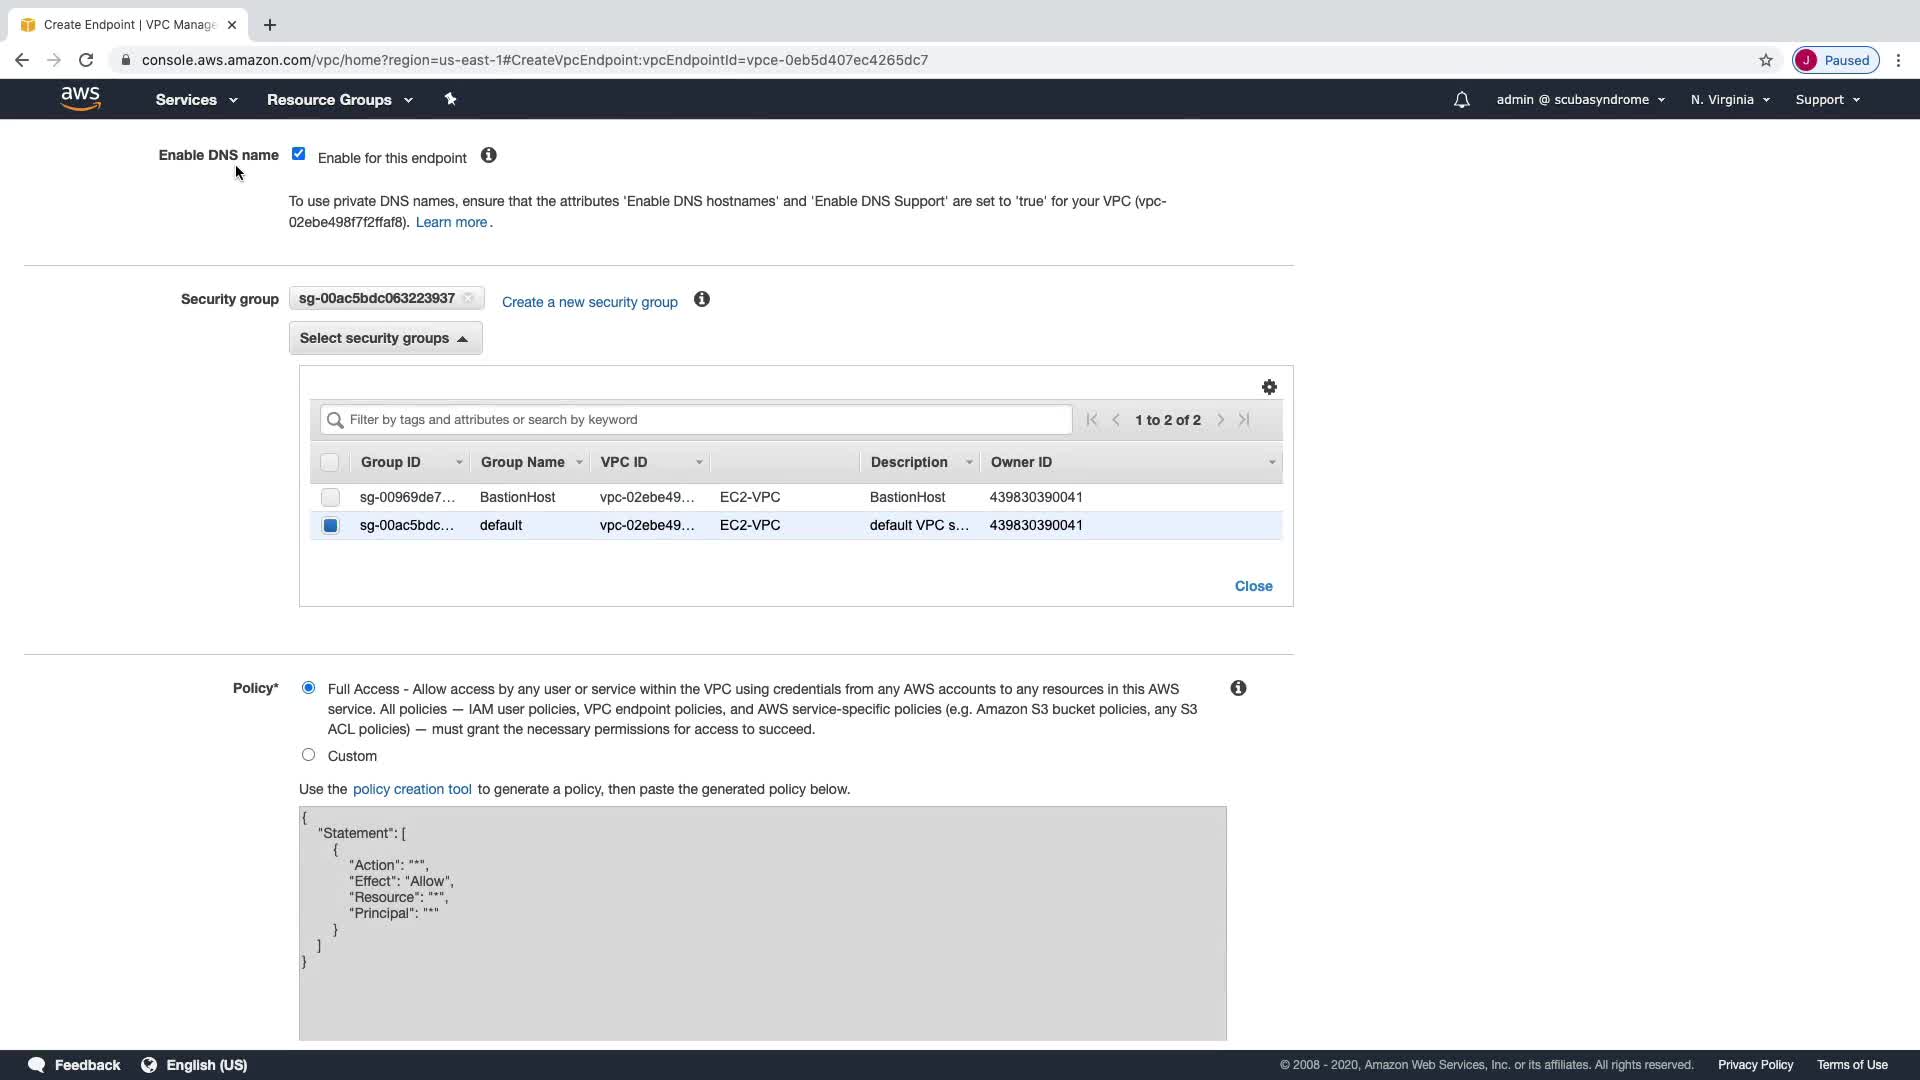 Create Endpoint | VPC Manage
console.aws.amazon.com/vpc/home?region=us-east-1#CreateVpcEndpoint:vpcEndpointId=vpce-0eb5d407ec4265dc7
J Paused
aws
Services Resource Groups
admin @ scubasyndrome N. Virginia Support
Enable DNS name Enable for this endpoint
To use private DNS names, ensure that the attributes 'Enable DNS hostnames' and 'Enable DNS Support' are set to 'true' for your VPC (vpc-
02ebe498f7f2ffaf8). Learn more.
Security group sg-00ac5bdc063223937 Create a new security group
Select security groups
Filter by tags and attributes or search by keyword 1 to 2 of 2
Group ID Group Name VPC ID Description Owner ID
sg-00969de7... BastionHost vpc-02ebe49... EC2-VPC BastionHost 439830390041
sg-00ac5bdc... default vpc-02ebe49... EC2-VPC default VPC s... 439830390041
Close
Policy* Full Access - Allow access by any user or service within the VPC using credentials from any AWS accounts to any resources in this AWS
service. All policies — IAM user policies, VPC endpoint policies, and AWS service-specific policies (e.g. Amazon S3 bucket policies, any S3
ACL policies) — must grant the necessary permissions for access to succeed.
Custom
Use the policy creation tool to generate a policy, then paste the generated policy below.
{
"Statement": [
{
"Action": "*",
"Effect": "Allow",
"Resource": "*",
"Principal": "*"
}
]
}
Feedback English (US)
© 2008 - 2020, Amazon Web Services, Inc. or its affiliates. All rights reserved. Privacy Policy Terms of Use